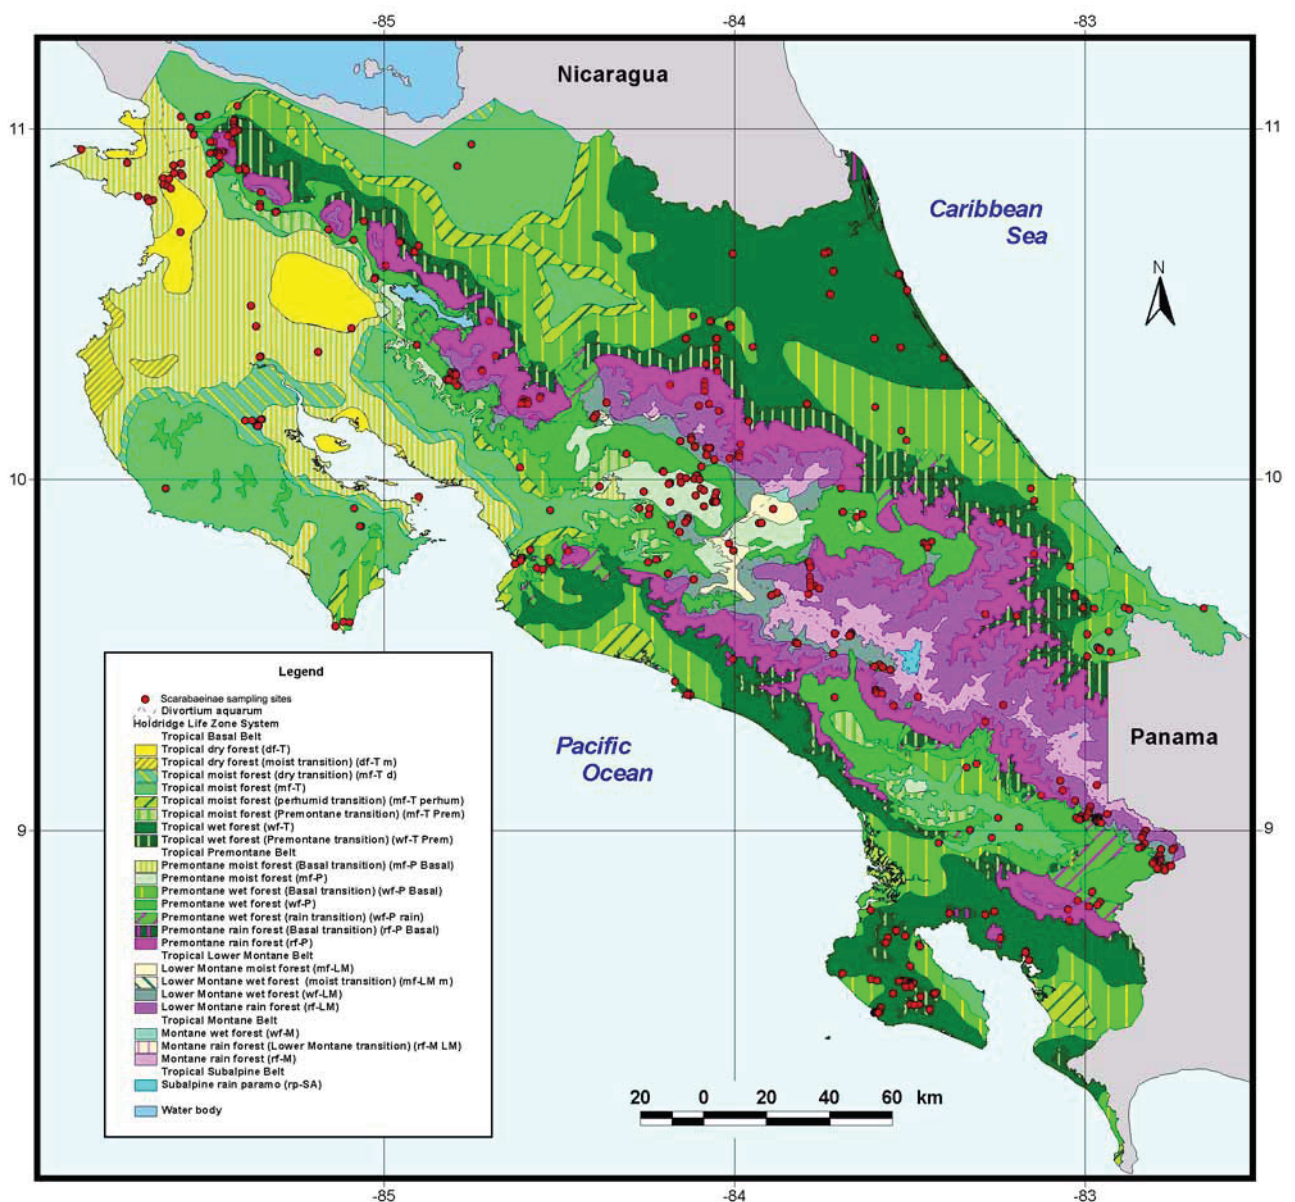 -85
-84
-83
Nicaragua
11
11
Caribbean
Sea
N
10
10
Legend
Scarabaeinae sampling sites
Divortium aquarum
Holdridge Life Zone System
Tropical Basal Belt
Tropical dry forest (df-T)
Tropical dry forest (moist transition) (df-T m)
Tropical moist forest (dry transition) (mf-T d)
Tropical moist forest (mf-T)
Tropical moist forest (perhumid transition) (mf-T perhum)
Tropical moist forest (Premontane transition) (mf-T Prem)
Tropical wet forest (wf-T)
Tropical wet forest (Premontane transition) (wf-T Prem)
Tropical Premontane Belt
Premontane moist forest (Basal transition) (mf-P Basal)
Premontane moist forest (mf-P)
Premontane wet forest (Basal transition) (wf-P Basal)
Premontane wet forest (wf-P)
Premontane wet forest (rain transition) (wf-P rain)
Premontane rain forest (Basal transition) (rf-P Basal)
Premontane rain forest (rf-P)
Tropical Lower Montane Belt
Lower Montane moist forest (mf-LM)
Lower Montane wet forest (moist transition) (mf-LM m)
Lower Montane wet forest (wf-LM)
Lower Montane rain forest (rf-LM)
Tropical Montane Belt
Montane wet forest (wf-M)
Montane rain forest (Lower Montane transition) (rf-M LM)
Montane rain forest (rf-M)
Tropical Subalpine Belt
Subalpine rain paramo (rp-SA)
Water body
Pacific
Ocean
Panama
9
9
20 0 20 40 60 km
-85
-84
-83